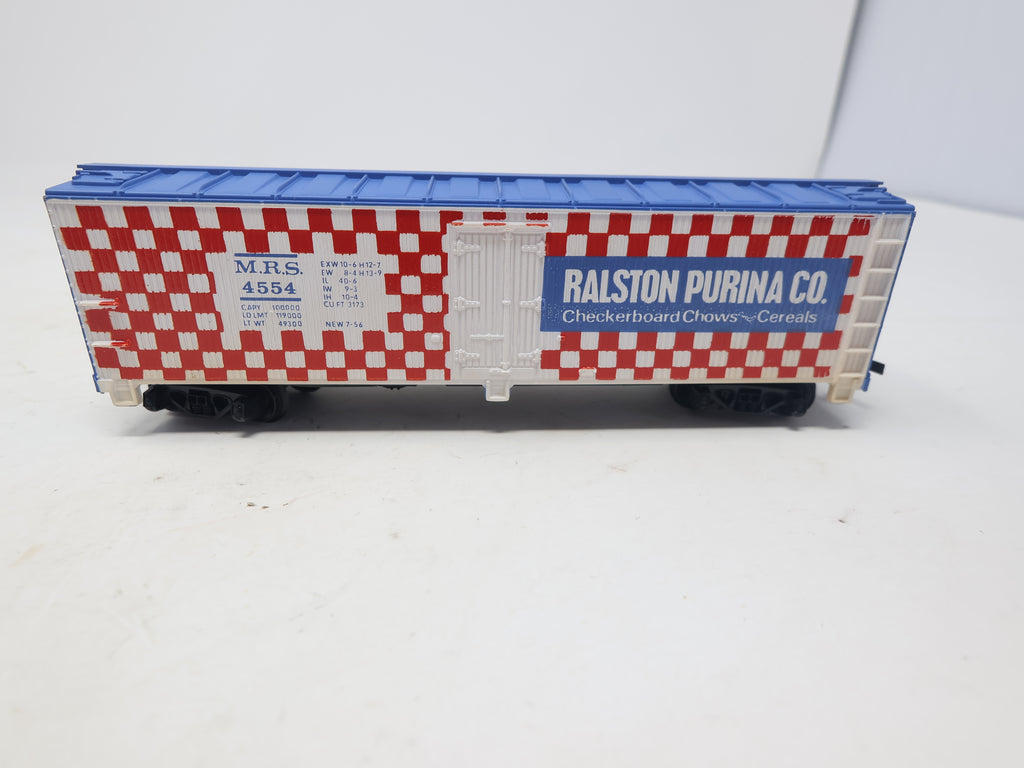 M.R.S.
4554
CAPY 100000
LD LMT 119000
LT WT 49300
EXW 10-6 H 12-7
EW 8-4 H 13-9
IL 40-6
IW 9-3
IH 10-4
CU FT 3173
NEW 7-56
RALSTON PURINA CO.
Checkerboard Chows ~ Cereals